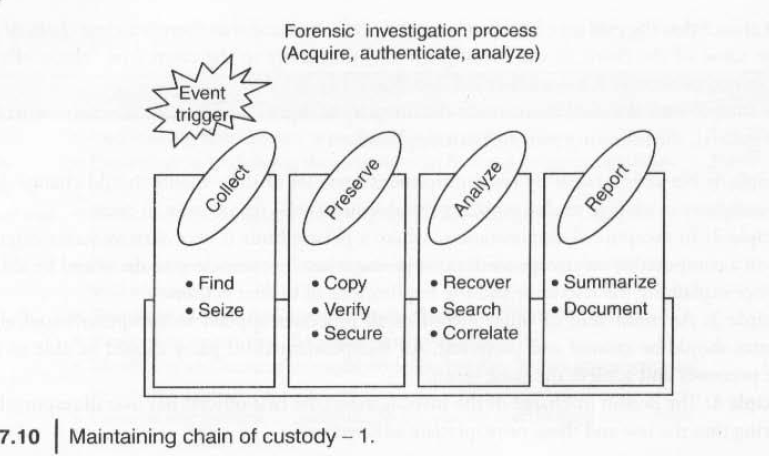 Forensic investigation process
(Acquire, authenticate, analyze)
Event
trigger
Collect
Preserve
Analyze
Report
• Find
• Seize
• Copy
• Verify
• Secure
• Recover
• Search
• Correlate
• Summarize
• Document
7.10 Maintaining chain of custody – 1.